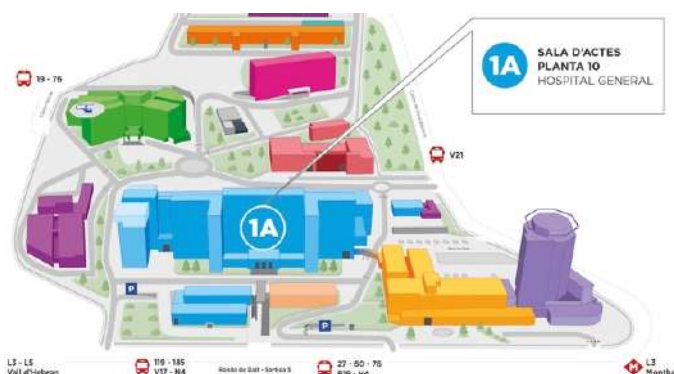 1A
SALA D'ACTES
PLANTA 10
HOSPITAL GENERAL
19 · 76
V21
1A
P
P
L3 - L5
Vall d'Hebron
119 · 185
V17 · N4
Ronda de Dalt - Sortida 5
27 · 60 · 76
M
L3